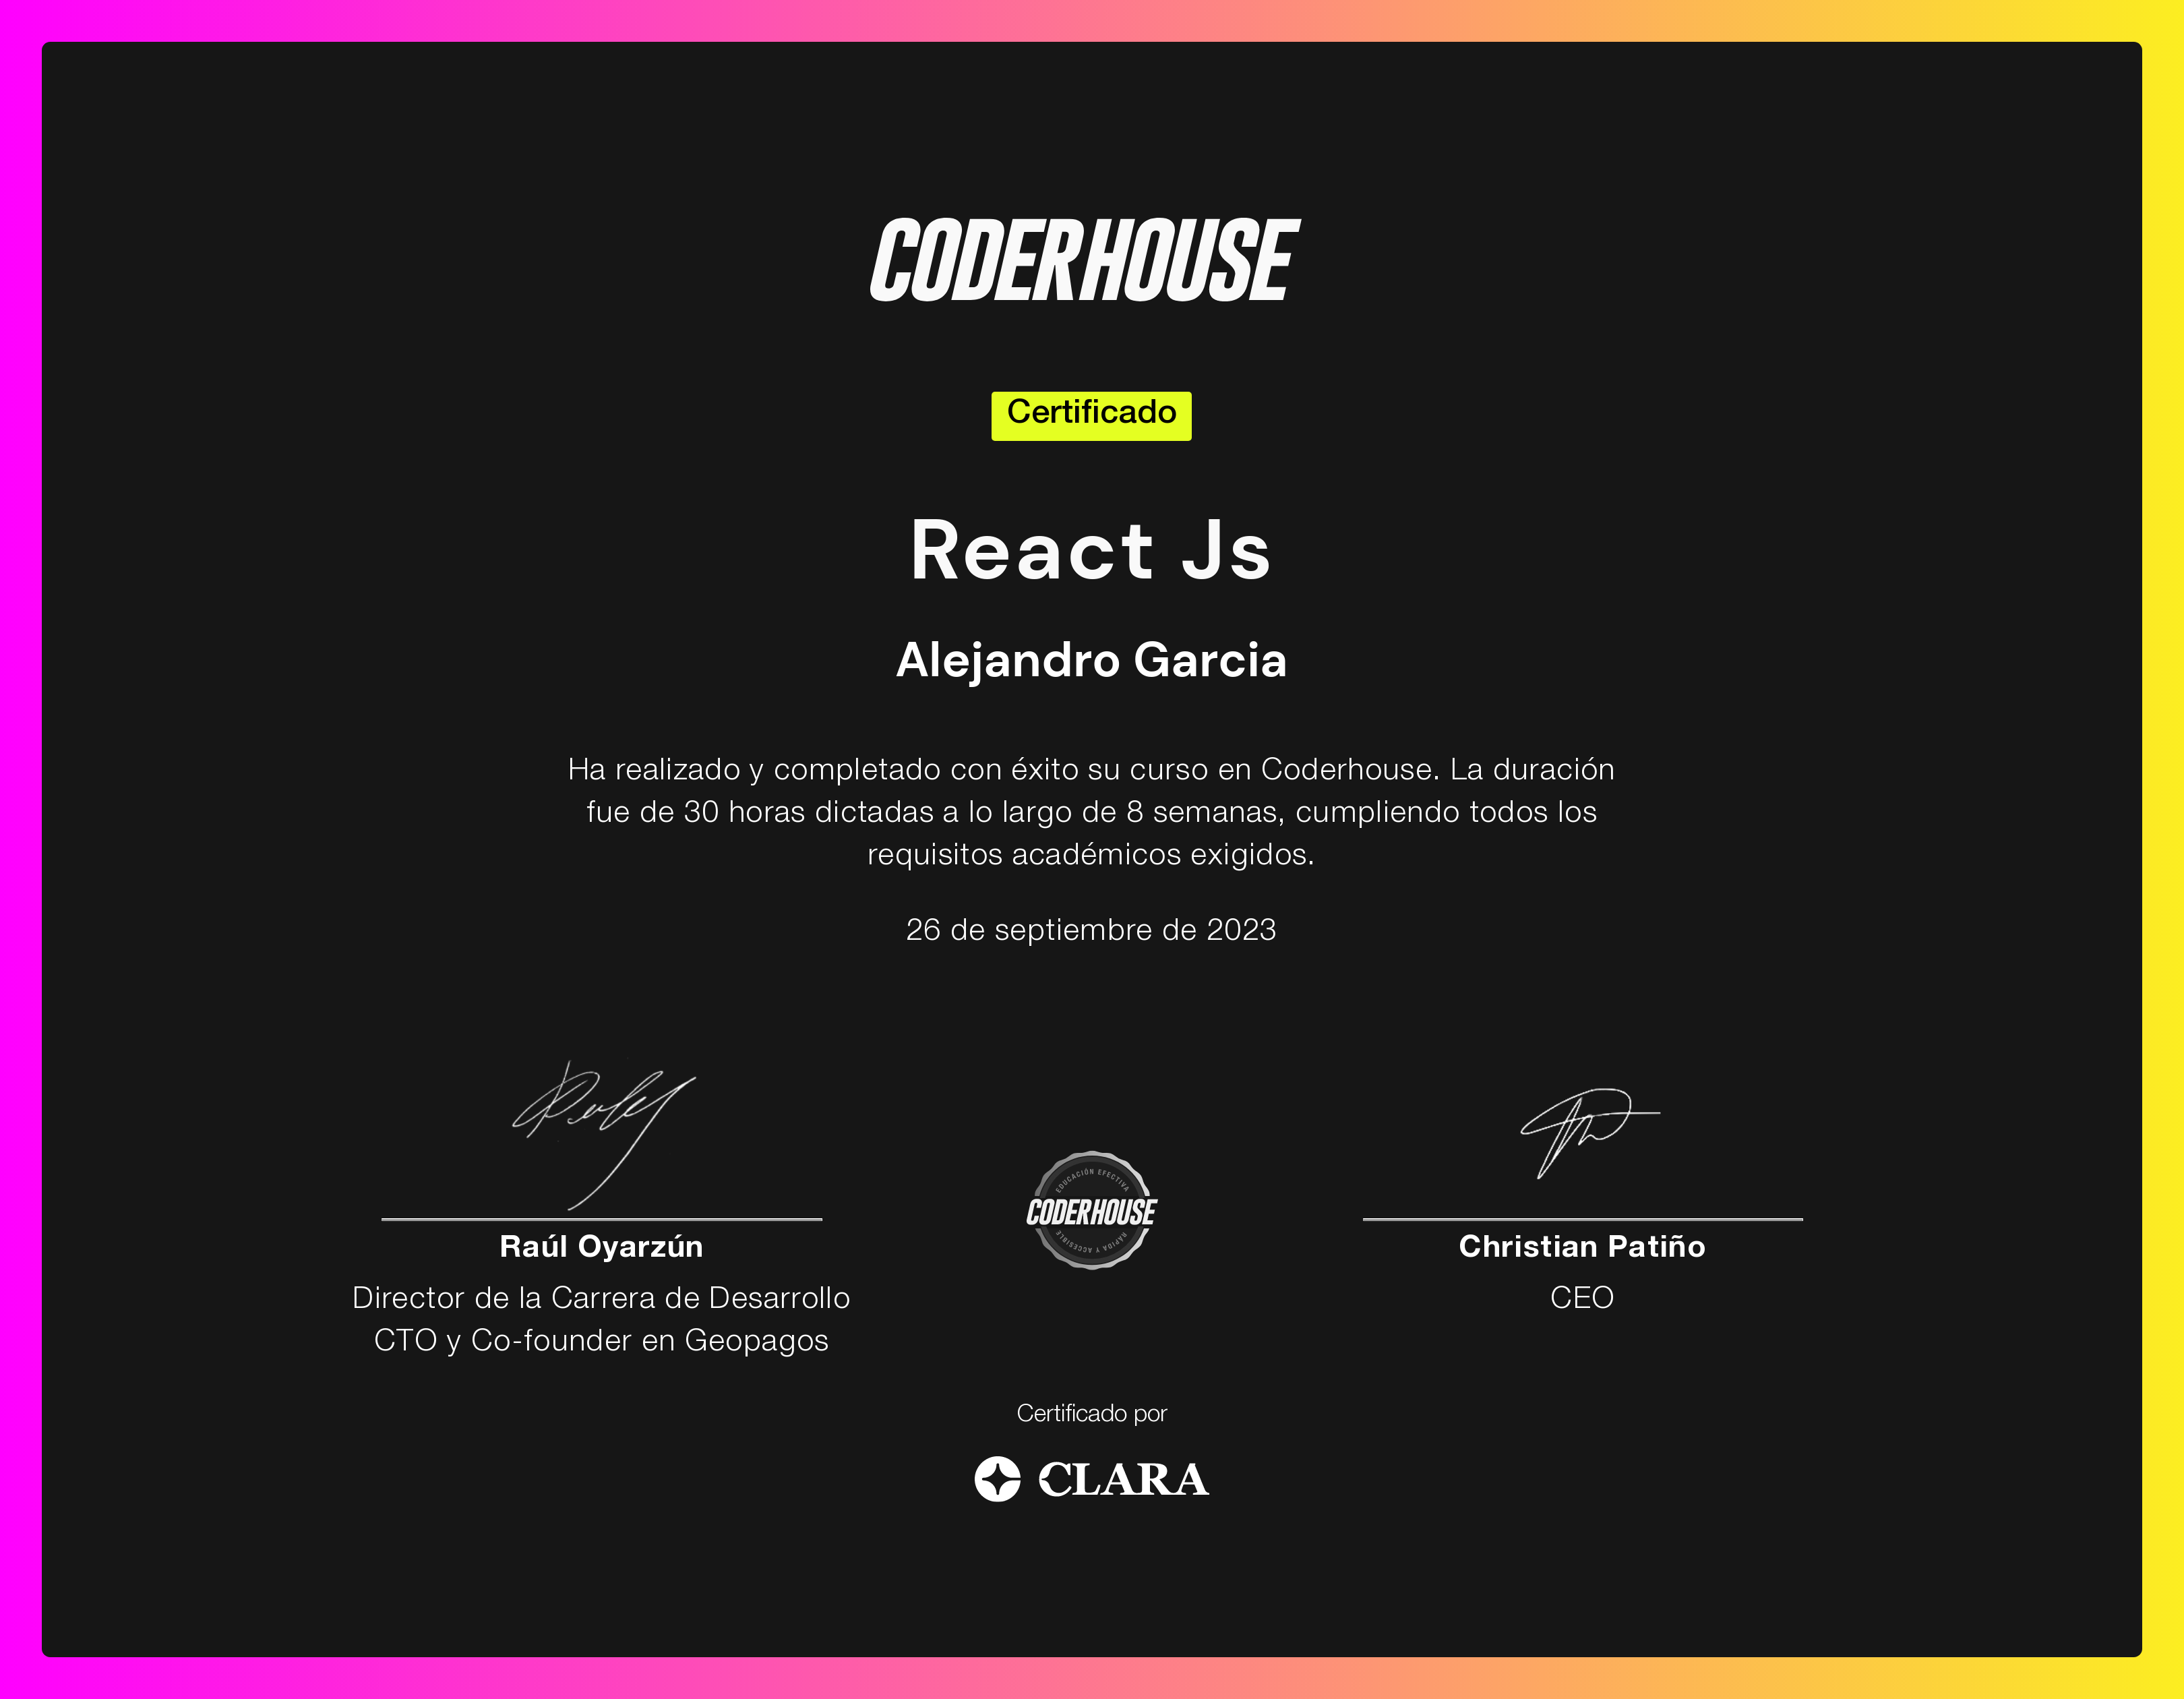 CODERHOUSE
Certificado
React Js
Alejandro Garcia
Ha realizado y completado con éxito su curso en Coderhouse. La duración
fue de 30 horas dictadas a lo largo de 8 semanas, cumpliendo todos los
requisitos académicos exigidos.
26 de septiembre de 2023
EDUCACIÓN EFECTIVA
CODERHOUSE
RÁPIDA Y ACCESIBLE
Raúl Oyarzún
Director de la Carrera de Desarrollo
CTO y Co-founder en Geopagos
Christian Patiño
CEO
Certificado por
CLARA